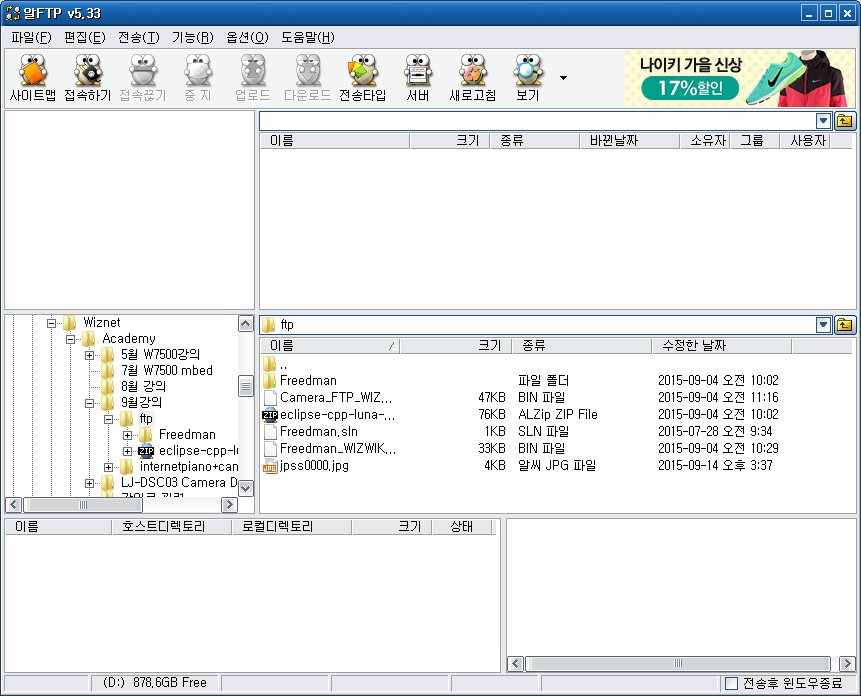 알FTP v5.33
파일(F) 편집(E) 전송(T) 기능(R) 옵션(O) 도움말(H)
사이트맵 접속하기 접속끊기 중 지 업로드 다운로드 전송타입 서버 새로고침 보기
나이키 가을 신상
17%할인
이름 크기 종류 바뀐날짜 소유자 그룹 사용자
Wiznet
Academy
5월 W7500강의
7월 W7500 mbed
8월 강의
9월강의
ftp
Freedman
ZIP eclipse-cpp-lu
internetpiano+can
LJ-DSC03 Camera D
ftp
이름 크기 종류 수정한 날짜
..
Freedman 파일 폴더 2015-09-04 오전 10:02
Camera_FTP_WIZ... 47KB BIN 파일 2015-09-04 오전 11:16
ZIP eclipse-cpp-luna-... 76KB ALZip ZIP File 2015-09-04 오전 10:02
Freedman.sln 1KB SLN 파일 2015-07-28 오전 9:34
Freedman_WIZWIK... 33KB BIN 파일 2015-09-04 오전 10:29
jpss0000.jpg 4KB 알씨 JPG 파일 2015-09-14 오후 3:37
이름 호스트디렉토리 로컬디렉토리 크기 상태
(D:) 878.6GB Free
전송후 윈도우종료